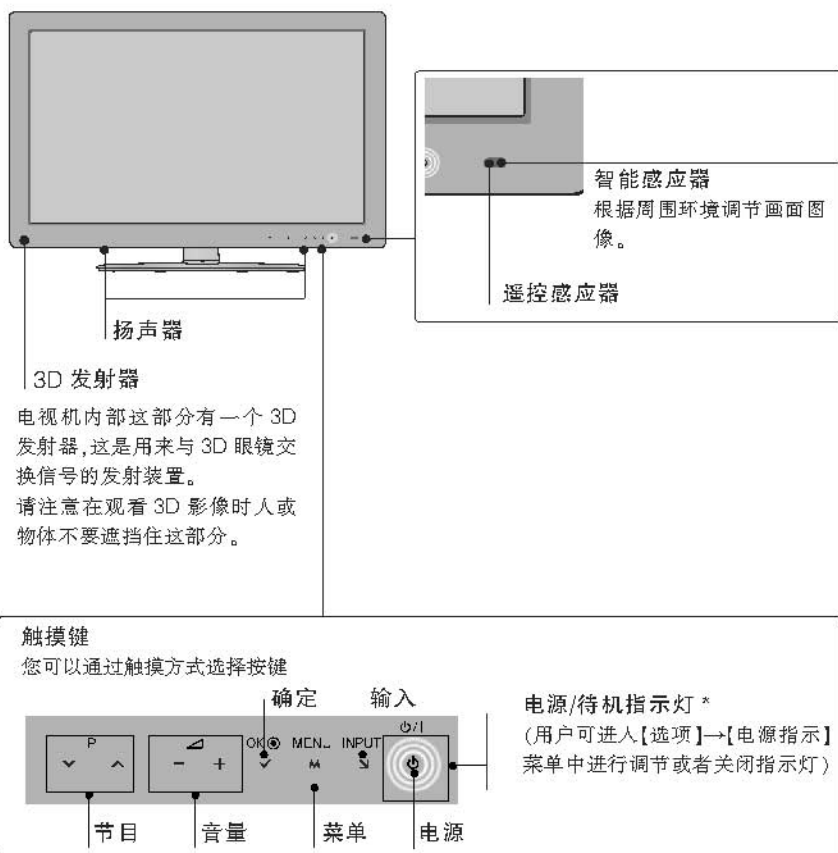 智能感应器
根据周围环境调节画面图
像。
遥控感应器
扬声器
3D 发射器
电视机内部这部分有一个 3D
发射器,这是用来与 3D 眼镜交
换信号的发射装置。
请注意在观看 3D 影像时人或
物体不要遮挡住这部分。
触摸键
您可以通过触摸方式选择按键
确定 输入
电源/待机指示灯 *
(用户可进入【选项】→【电源指示】
菜单中进行调节或者关闭指示灯)
P
- +
OK MENU INPUT
节目 音量 菜单 电源